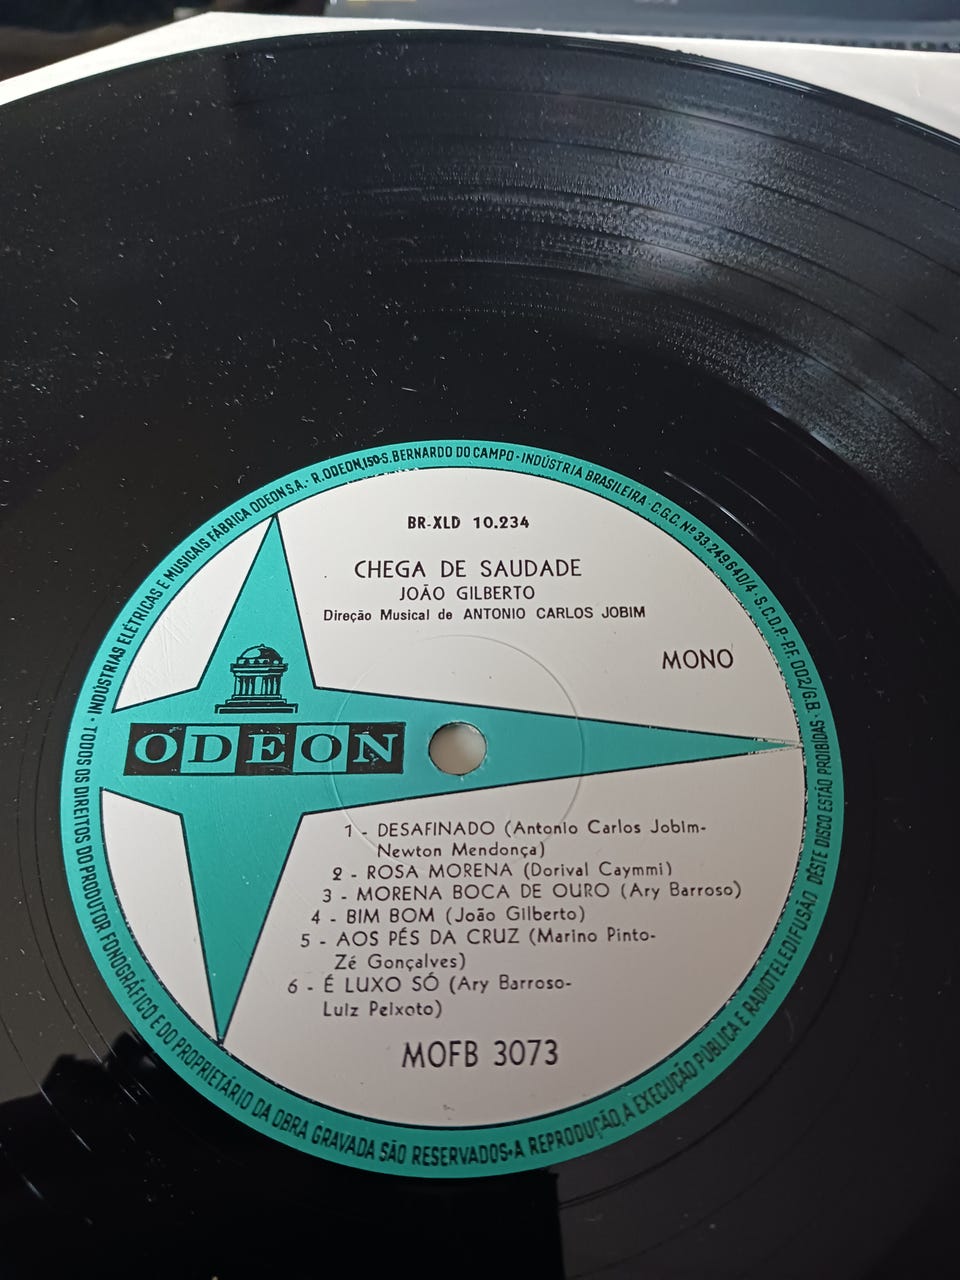 BR-XLD 10.234
CHEGA DE SAUDADE
JOÃO GILBERTO
Direção Musical de ANTONIO CARLOS JOBIM
MONO
ODEON
1 - DESAFINADO (Antonio Carlos Jobim-
Newton Mendonça)
2 - ROSA MORENA (Dorival Caymmi)
3 - MORENA BOCA DE OURO (Ary Barroso)
4 - BIM BOM (João Gilberto)
5 - AOS PÉS DA CRUZ (Marino Pinto-
Zé Gonçalves)
6 - É LUXO SÓ (Ary Barroso-
Luiz Peixoto)
MOFB 3073
INDÚSTRIAS ELÉTRICAS E MUSICAIS FÁBRICA ODEON S.A. - R. ODEON,150-S. BERNARDO DO CAMPO - INDÚSTRIA BRASILEIRA - C.G.C. Nº 33.249.640/4 - S.C.D.P.-P.F. 002/G.B. -
TODOS OS DIREITOS DO PRODUTOR FONOGRÁFICO E DO PROPRIETÁRIO DA OBRA GRAVADA SÃO RESERVADOS-A REPRODUÇÃO, A EXECUÇÃO PÚBLICA E RADIOTELEDIFUSÃO DÊSTE DISCO ESTÃO PROIBIDAS -